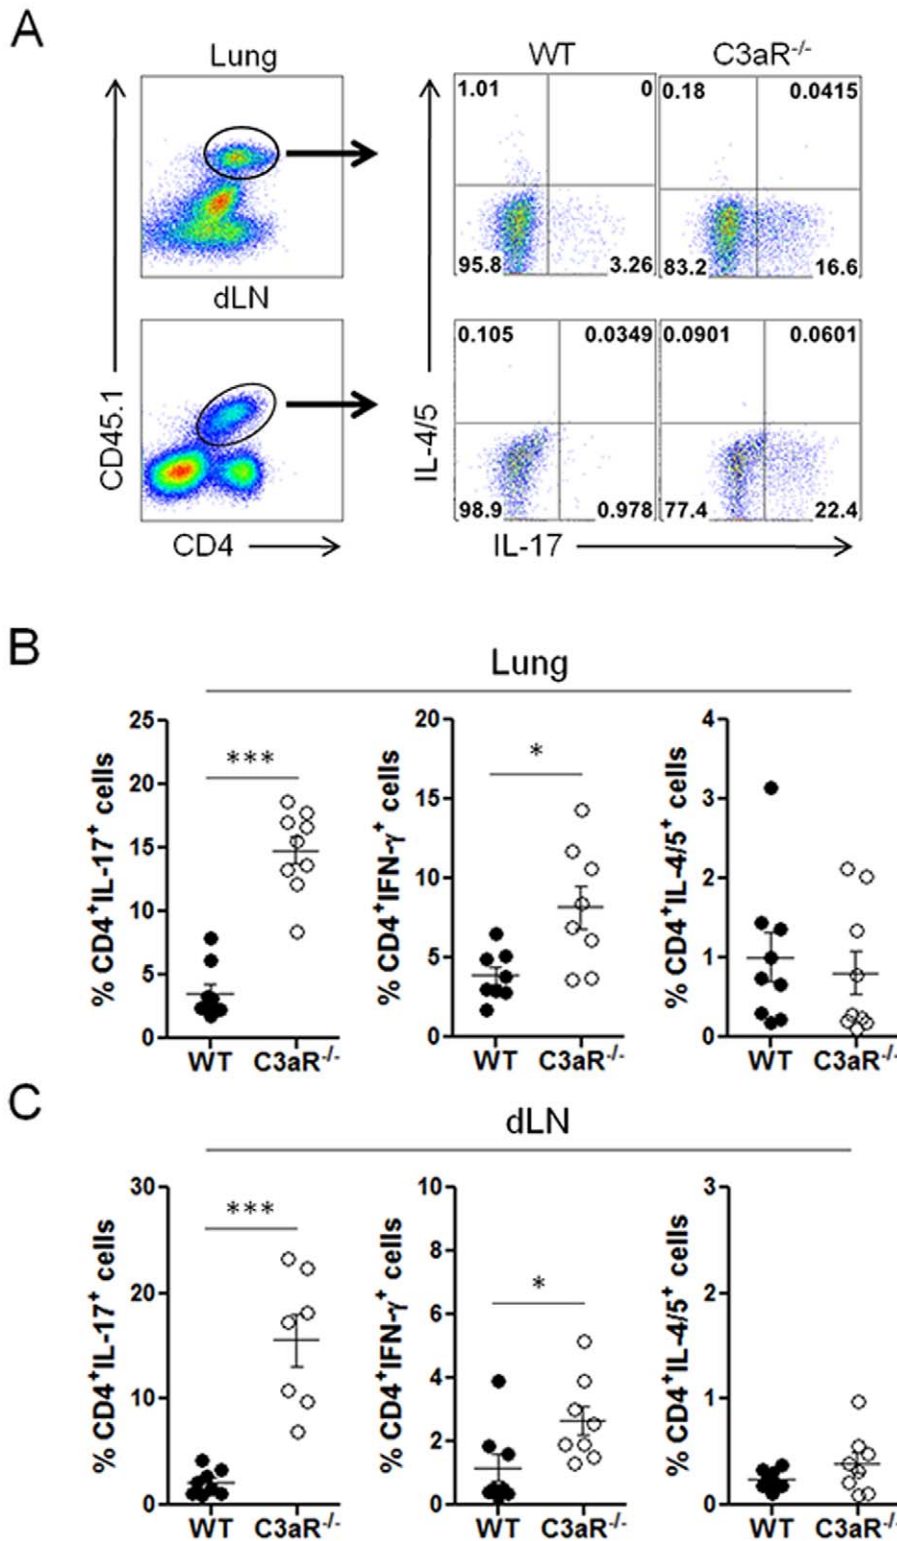 A
Lung
WT
C3aR-/-
1.01
0
0.18
0.0415
95.8
3.26
83.2
16.6
dLN
0.105
0.0349
0.0901
0.0601
98.9
0.978
77.4
22.4
CD45.1
IL-4/5
CD4
IL-17
B
Lung
% CD4+IL-17+ cells
25
20
15
10
5
0
***
WT
C3aR-/-
% CD4+IFN-γ+ cells
20
15
10
5
0
*
WT
C3aR-/-
% CD4+IL-4/5+ cells
4
3
2
1
0
WT
C3aR-/-
C
dLN
% CD4+IL-17+ cells
30
20
10
0
***
WT
C3aR-/-
% CD4+IFN-γ+ cells
10
8
6
4
2
0
*
WT
C3aR-/-
% CD4+IL-4/5+ cells
3
2
1
0
WT
C3aR-/-